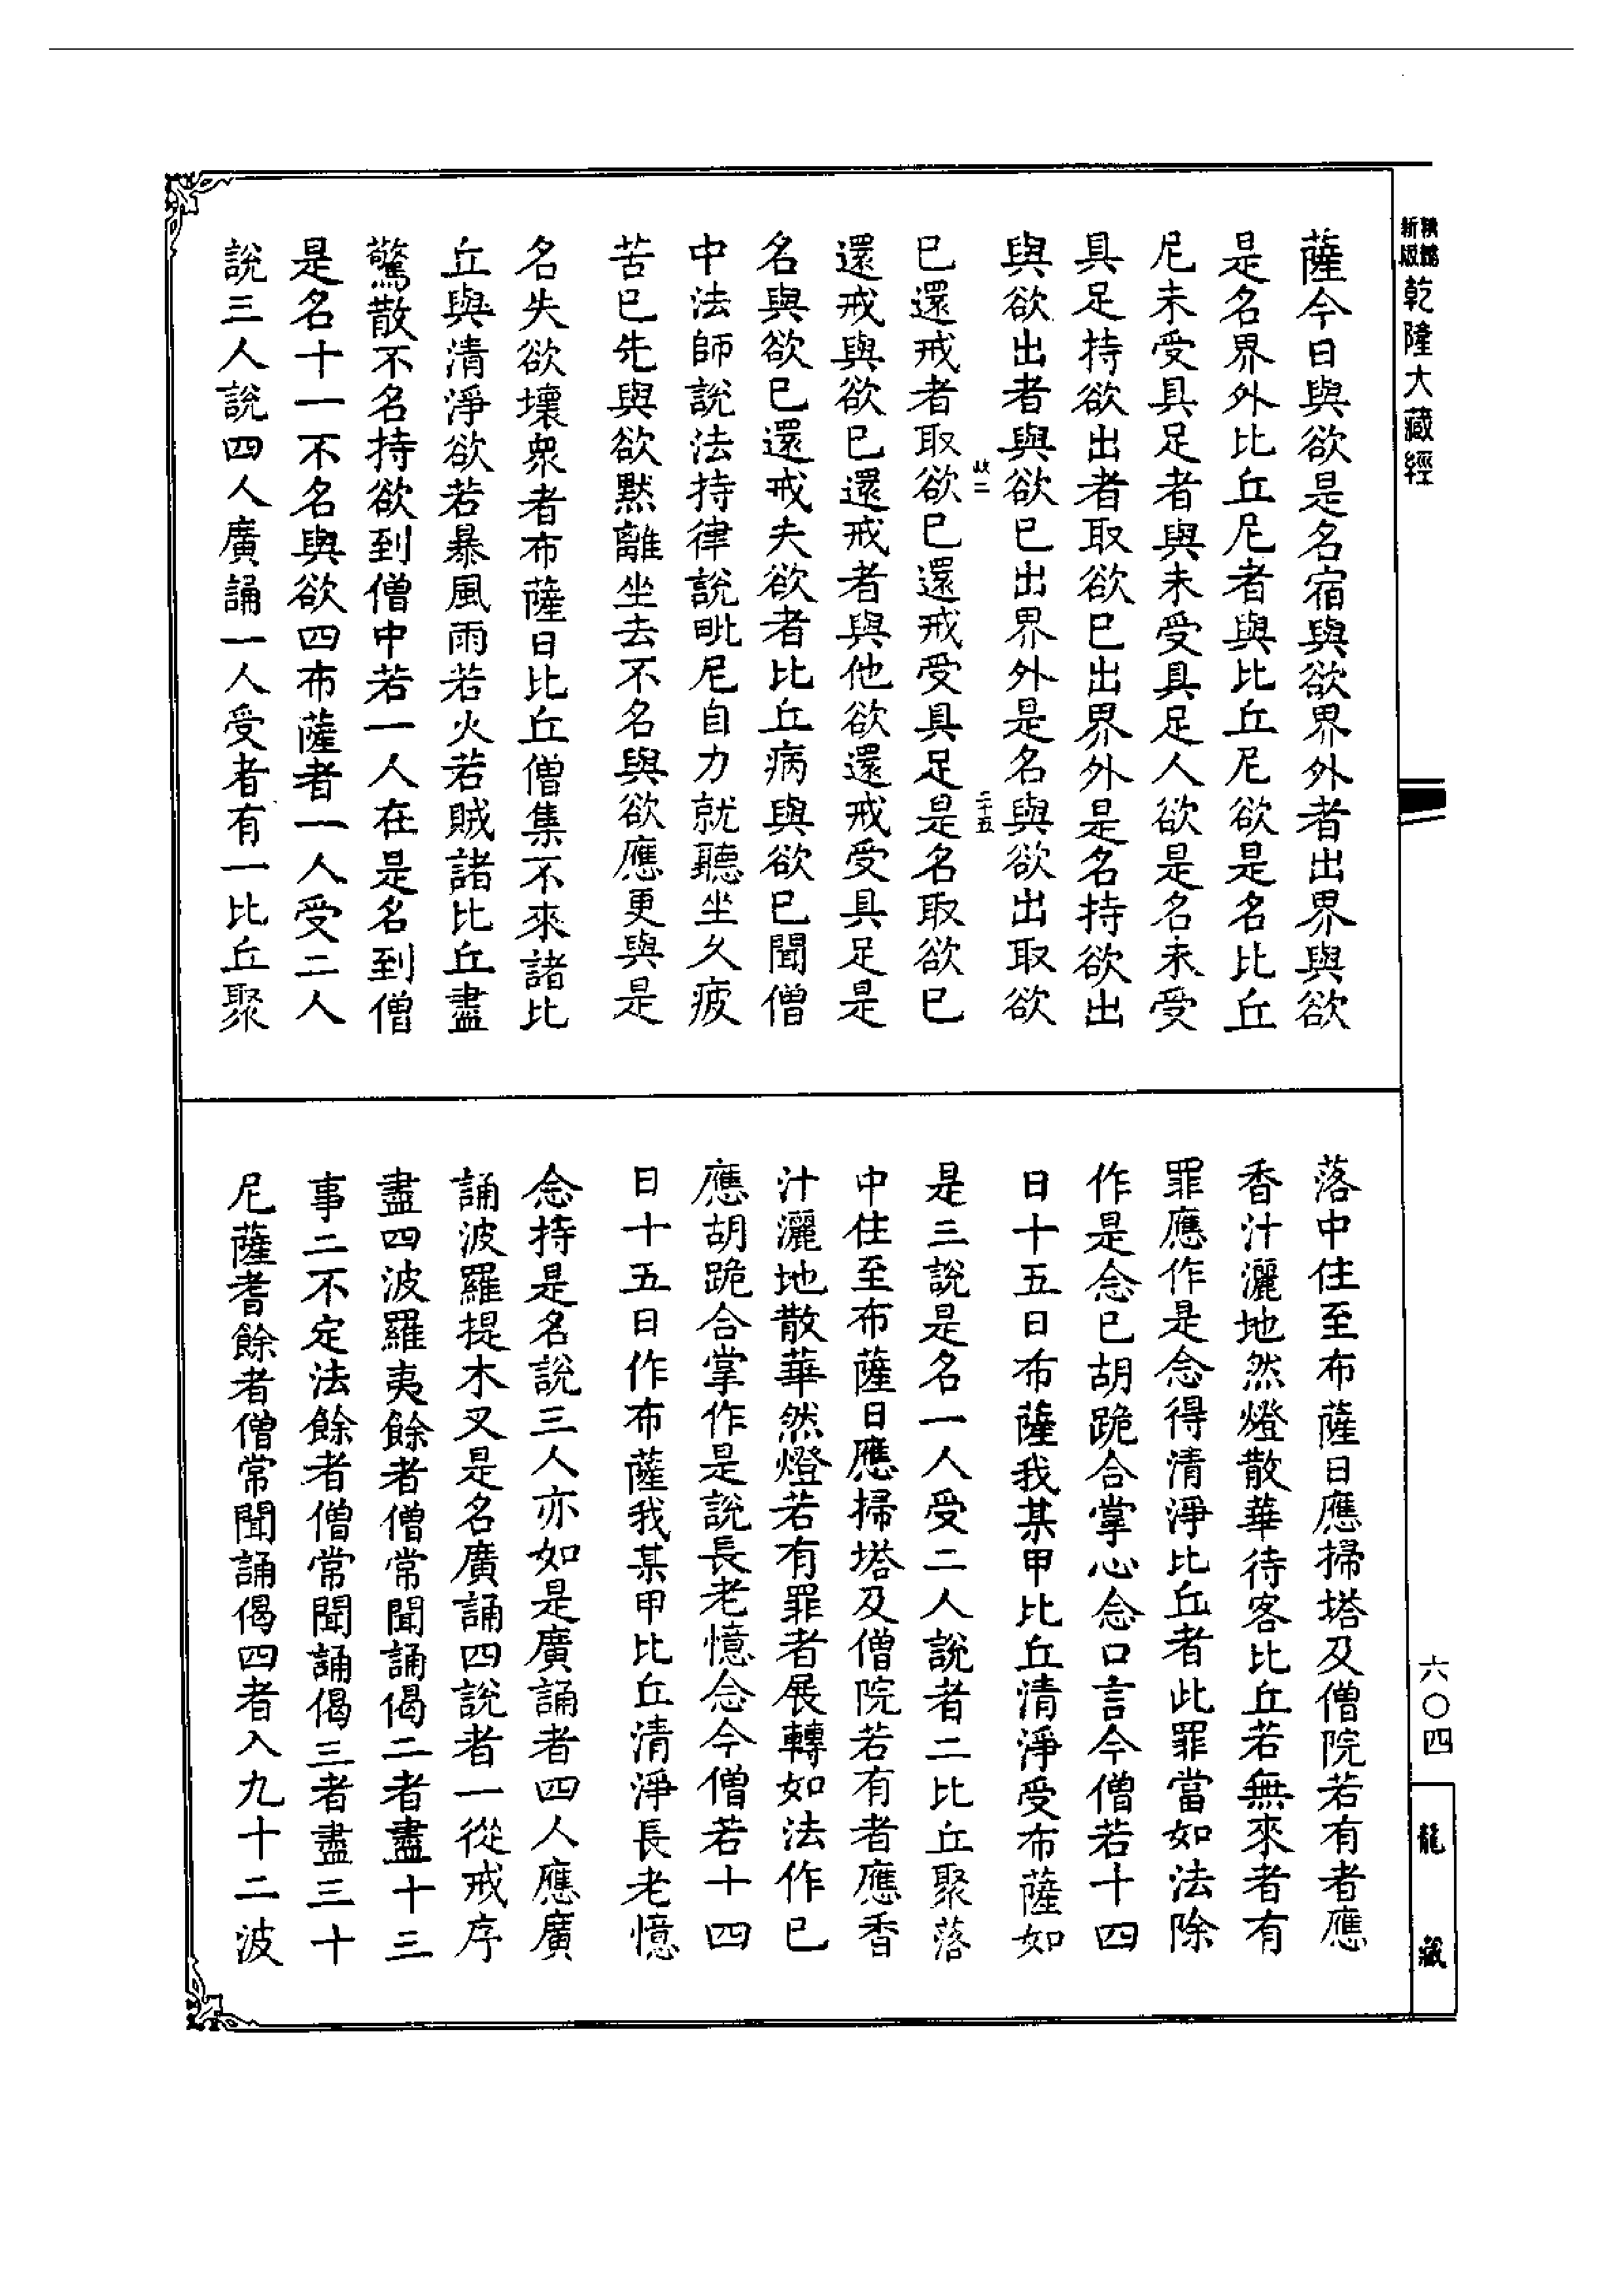 新版
精縮
乾隆大藏經
薩今日與欲是名宿與欲界外者出界與欲
是名界外比丘尼者與比丘尼欲是名比丘
尼未受具足者與未受具足人欲是名未受
具足持欲出者取欲已出界外是名持欲出
與欲出者與欲已出界外是名與欲出取欲
二十五
已還戒者取欲已還戒受具足是名取欲已
還戒與欲已還戒者與他欲還戒受具足是
名與欲已還戒失欲者比丘病與欲已聞僧
中法師說法持律說毗尼自力就聽坐久疲
苦已先與欲默離坐去不名與欲應更與是
名失欲壞眾者布薩日比丘僧集不來諸比
丘與清淨欲若暴風雨若火若賊諸比丘盡
驚散不名持欲到僧中若一人在是名到僧
是名十一不名與欲四布薩者一人受二人
說三人說四人廣誦一人受者有一比丘聚
落中住至布薩日應掃塔及僧院若有者應
香汁灑地然燈散華待客比丘若無來者有
罪應作是念得清淨比丘者此罪當如法除
作是念已胡跪合掌心念口言今僧若十四
日十五日布薩我某甲比丘清淨受布薩如
是三說是名一人受二人說者二比丘聚落
中住至布薩日應掃塔及僧院若有者應香
汁灑地散華然燈若有罪者展轉如法作已
應胡跪合掌作是說長老憶念今僧若十四
日十五日作布薩我某甲比丘清淨長老憶
念持是名說三人亦如是廣誦者四人應廣
誦波羅提木叉是名廣誦四說者一從戒序
盡四波羅夷餘者僧常聞誦偈二者盡十三
事二不定法餘者僧常聞誦偈三者盡三十
尼薩耆餘者僧常聞誦偈四者入九十二波
六〇四
龍藏